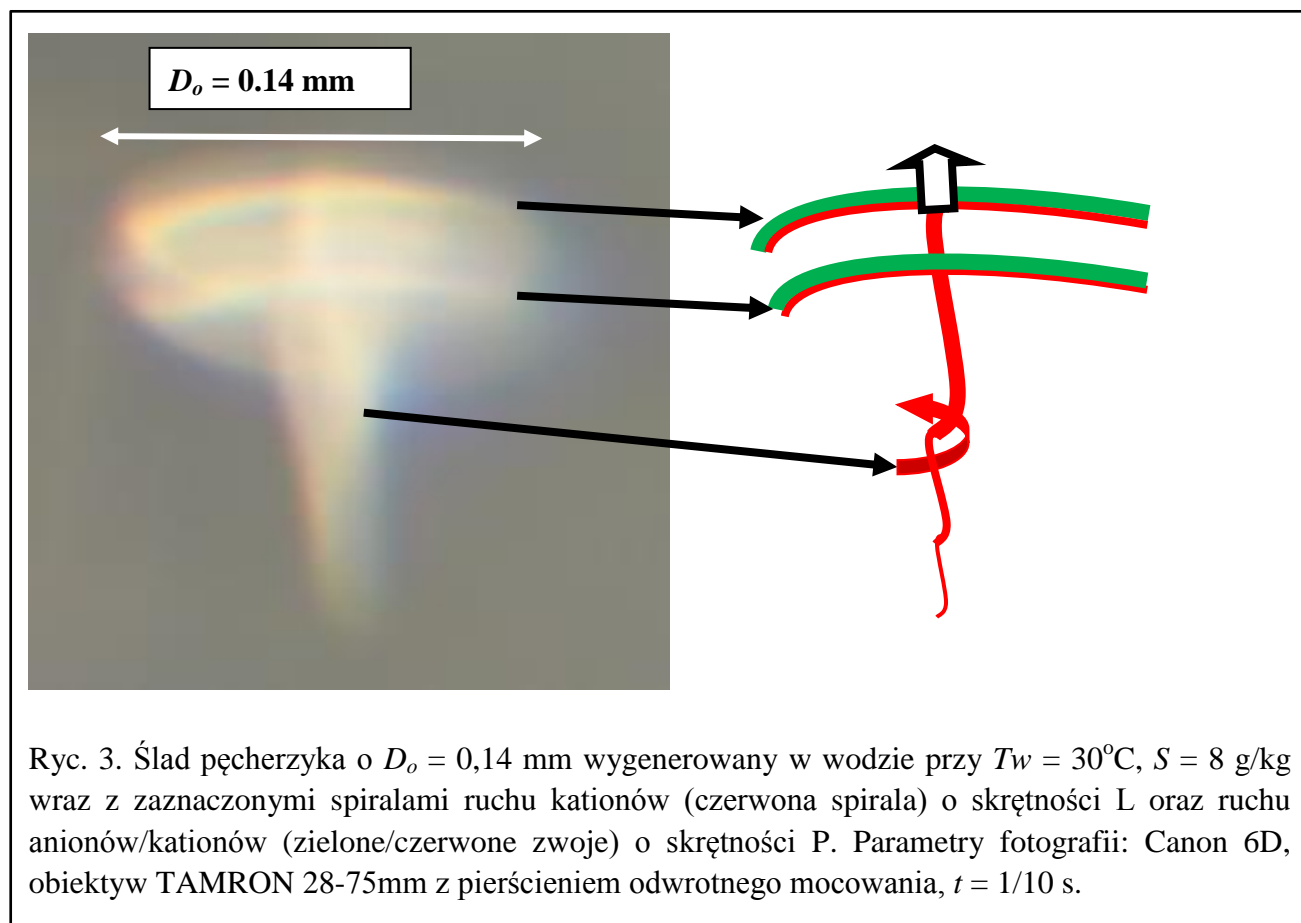 D₀ = 0.14 mm
Ryc. 3. Ślad pęcherzyka o D₀ = 0,14 mm wygenerowany w wodzie przy Tw = 30°C, S = 8 g/kg
wraz z zaznaczonymi spiralami ruchu kationów (czerwona spirala) o skrętności L oraz ruchu
anionów/kationów (zielone/czerwone zwoje) o skrętności P. Parametry fotografii: Canon 6D,
obiektyw TAMRON 28-75mm z pierścieniem odwrotnego mocowania, t = 1/10 s.